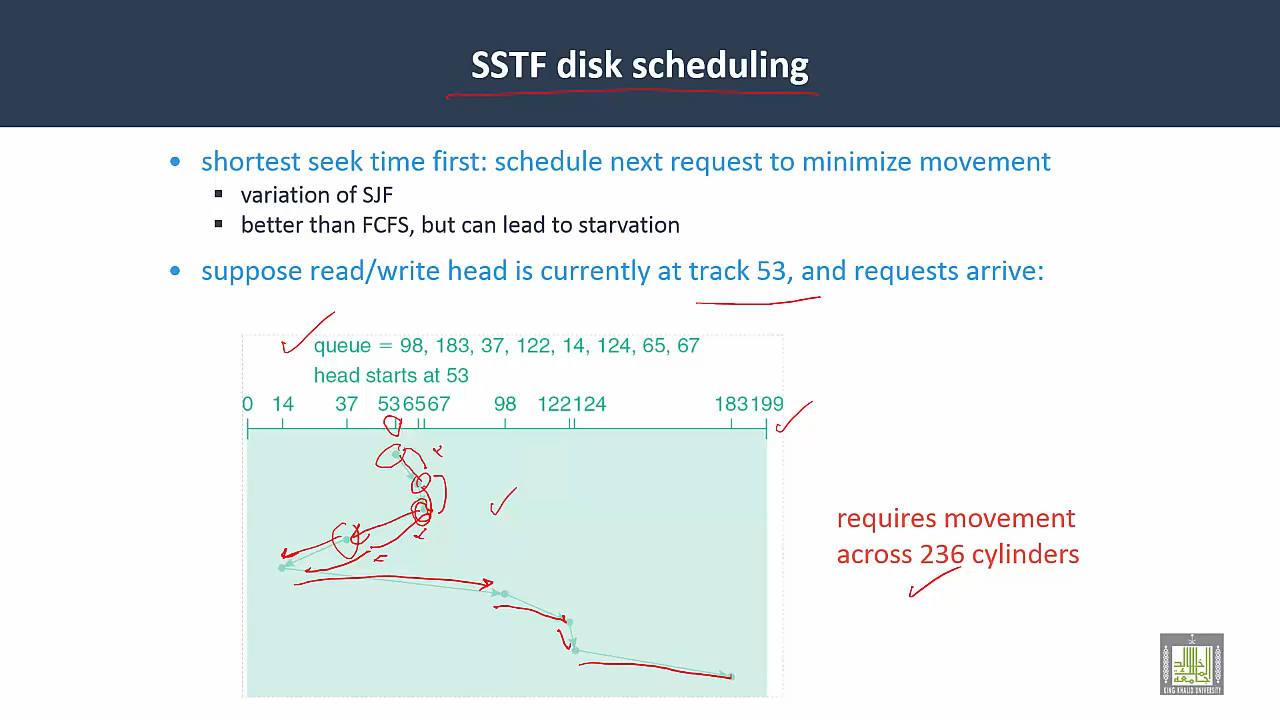 SSTF disk scheduling
• shortest seek time first: schedule next request to minimize movement
▪ variation of SJF
▪ better than FCFS, but can lead to starvation
• suppose read/write head is currently at track 53, and requests arrive:
queue = 98, 183, 37, 122, 14, 124, 65, 67
head starts at 53
0 14 37 53 65 67 98 122 124 183 199
requires movement
across 236 cylinders
KING KHALID UNIVERSITY